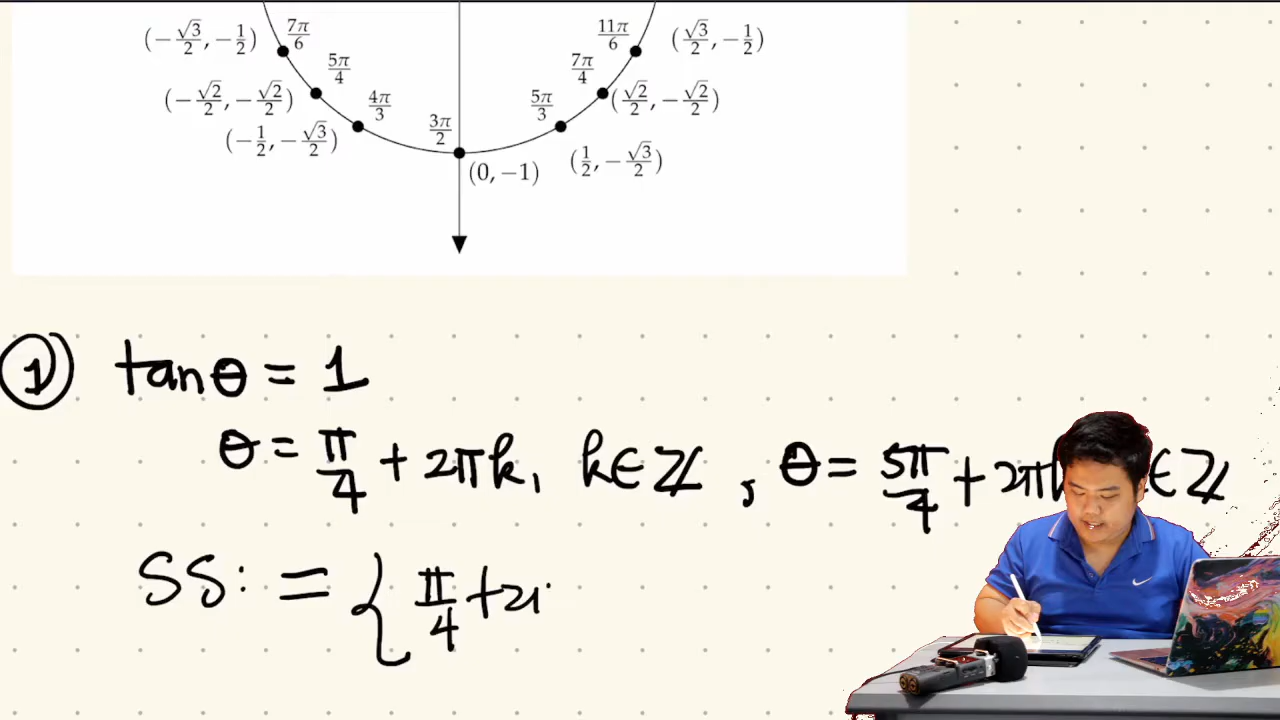 (-√3/2, -1/2) 7π/6 11π/6 (√3/2, -1/2)
5π/4 7π/4
(-√2/2, -√2/2) 4π/3 5π/3 (√2/2, -√2/2)
(-1/2, -√3/2) 3π/2 (1/2, -√3/2)
(0, -1)
① tanθ = 1
θ = π/4 + 2πk, k∈ℤ, θ = 5π/4 + 2π ∈ℤ
SS: = { π/4 + 2